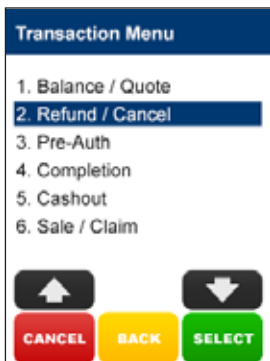 Transaction Menu
1. Balance / Quote
2. Refund / Cancel
3. Pre-Auth
4. Completion
5. Cashout
6. Sale / Claim
CANCEL BACK SELECT